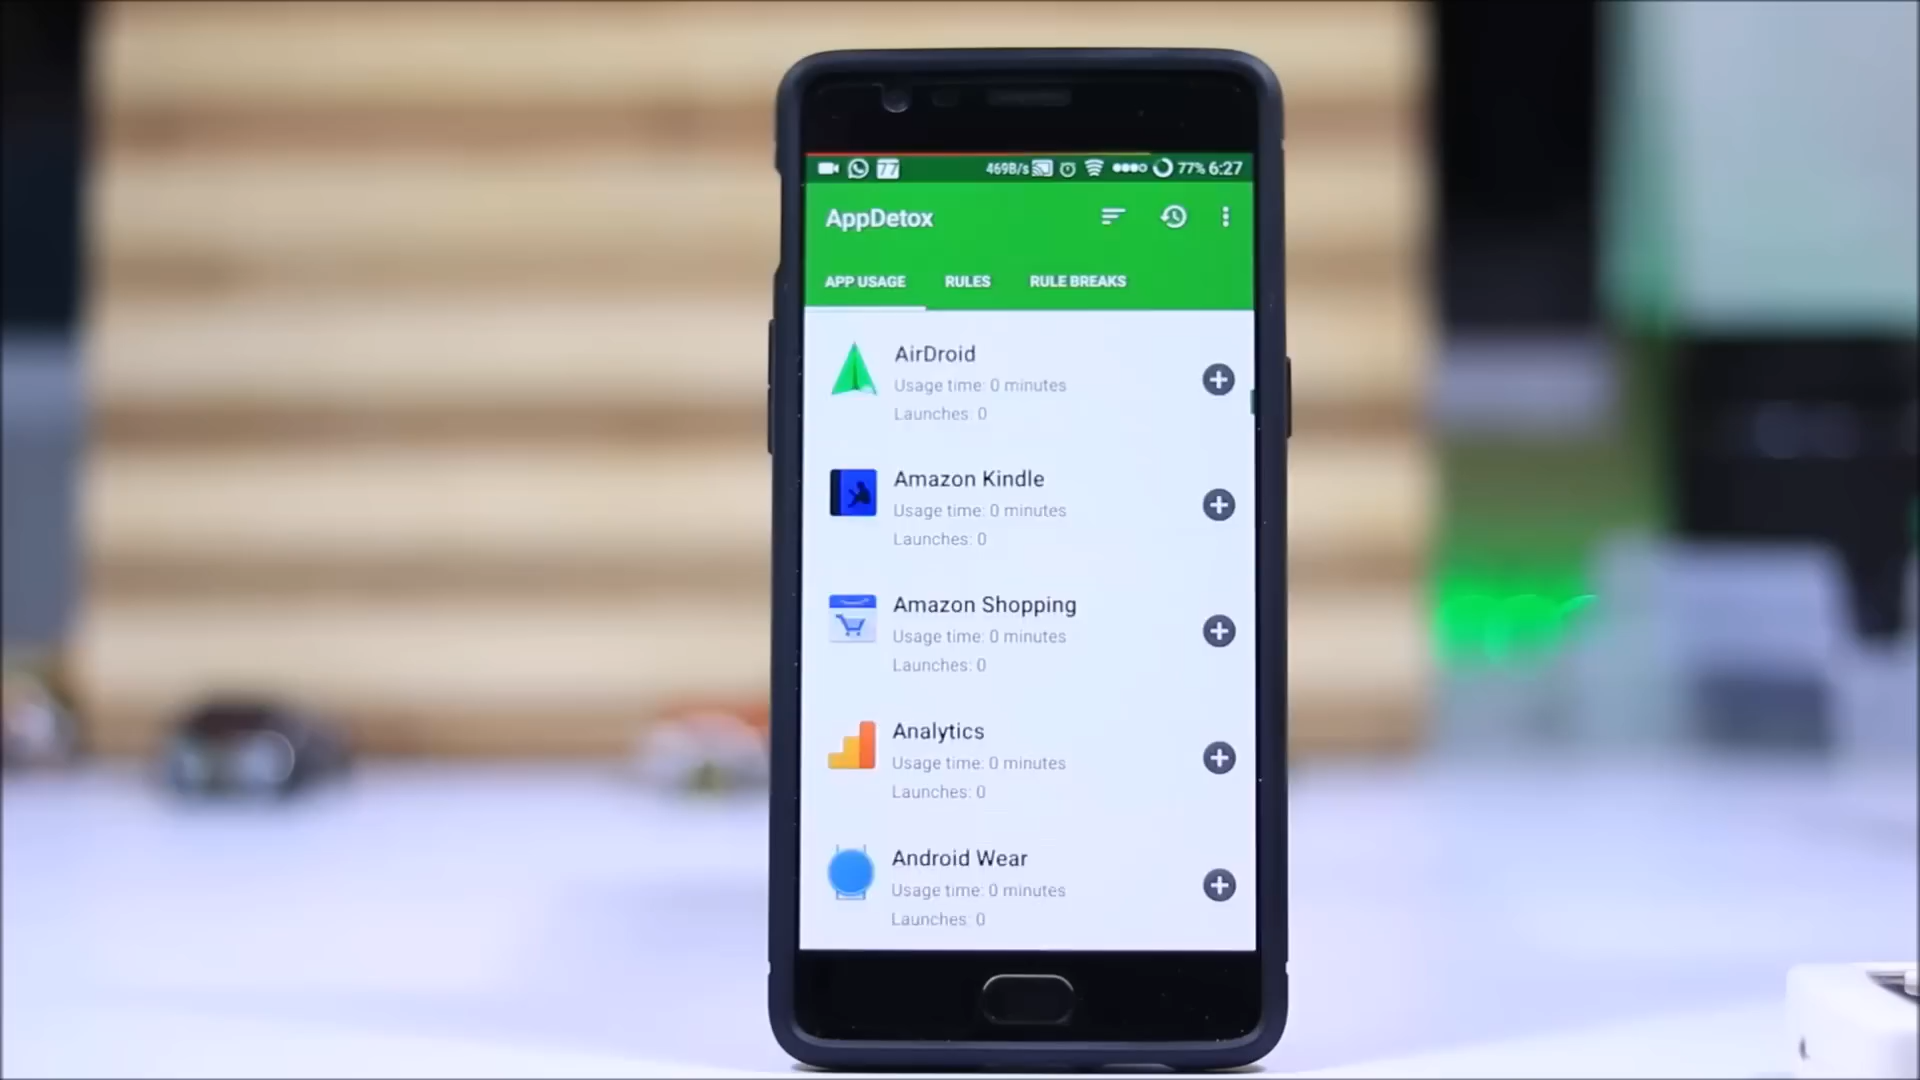 77 469B/s 77% 6:27
AppDetox
APP USAGE RULES RULE BREAKS
AirDroid
Usage time: 0 minutes
Launches: 0
Amazon Kindle
Usage time: 0 minutes
Launches: 0
Amazon Shopping
Usage time: 0 minutes
Launches: 0
Analytics
Usage time: 0 minutes
Launches: 0
Android Wear
Usage time: 0 minutes
Launches: 0